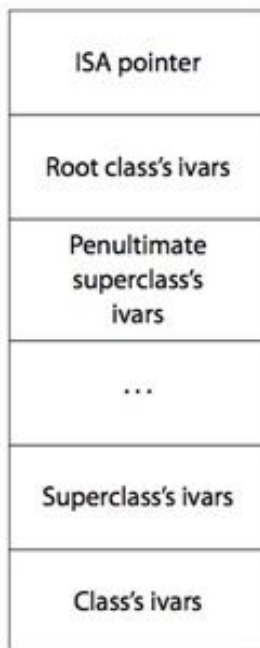 ISA pointer
Root class's ivars
Penultimate
superclass's
ivars
...
Superclass's ivars
Class's ivars